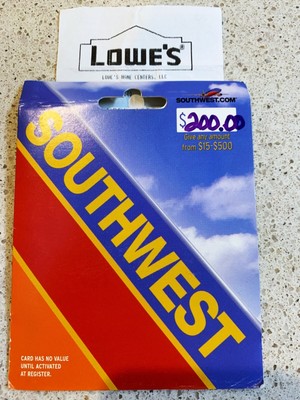 LOWE'S®
LOWE'S HOME CENTERS, LLC
SOUTHWEST.COM®
$200.00
Give any amount
from $15-$500
SOUTHWEST
CARD HAS NO VALUE
UNTIL ACTIVATED
AT REGISTER.